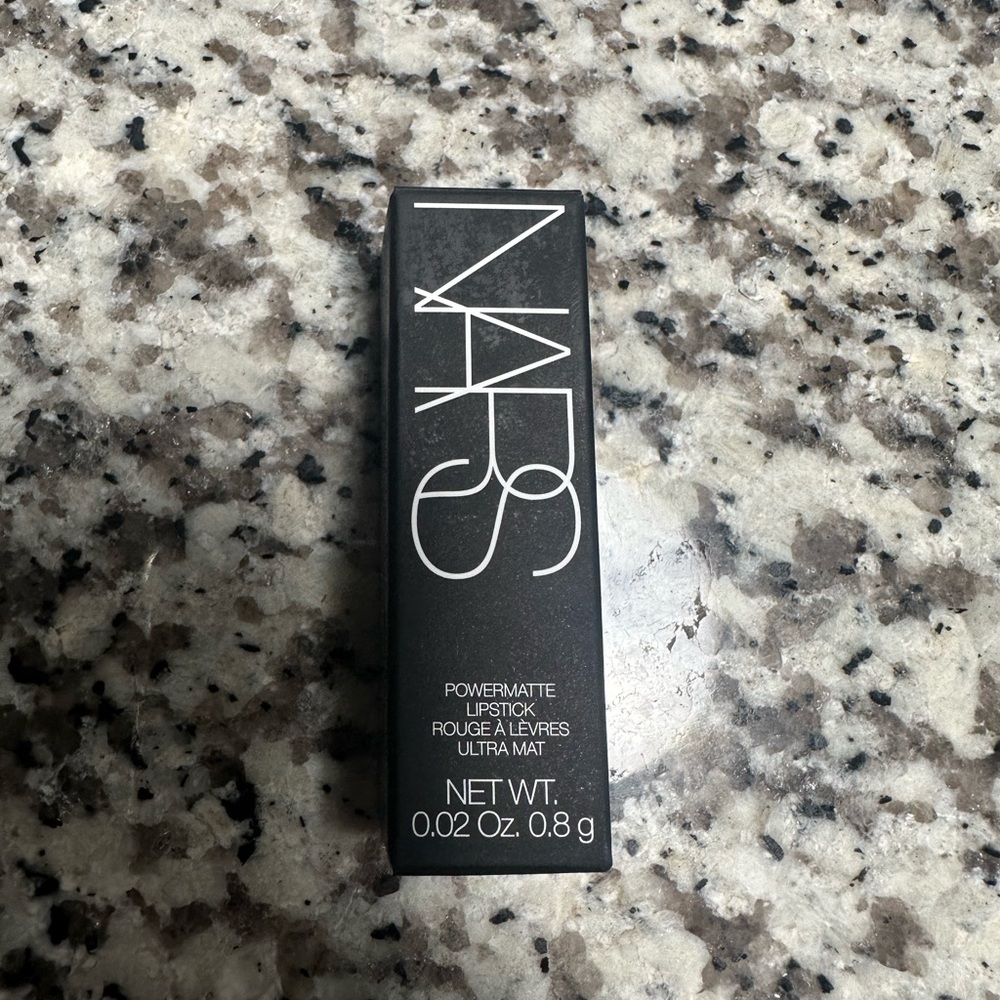 NARS
POWERMATTE
LIPSTICK
ROUGE À LÈVRES
ULTRA MAT
NET WT.
0.02 Oz. 0.8 g